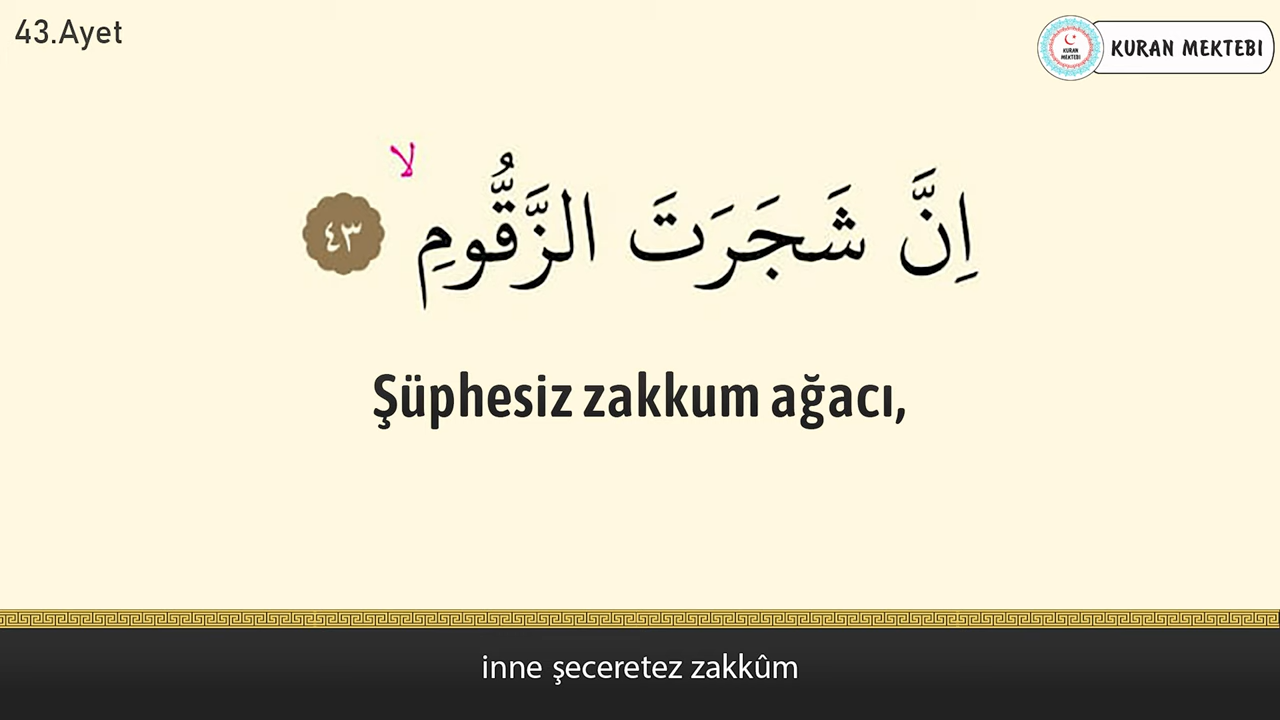 43.Ayet
KURAN MEKTEBI
KURAN
MEKTEBI
لا
اِنَّ شَجَرَتَ الزَّقُّومِ ٤٣
Şüphesiz zakkum ağacı,
inne şeceretez zakkûm